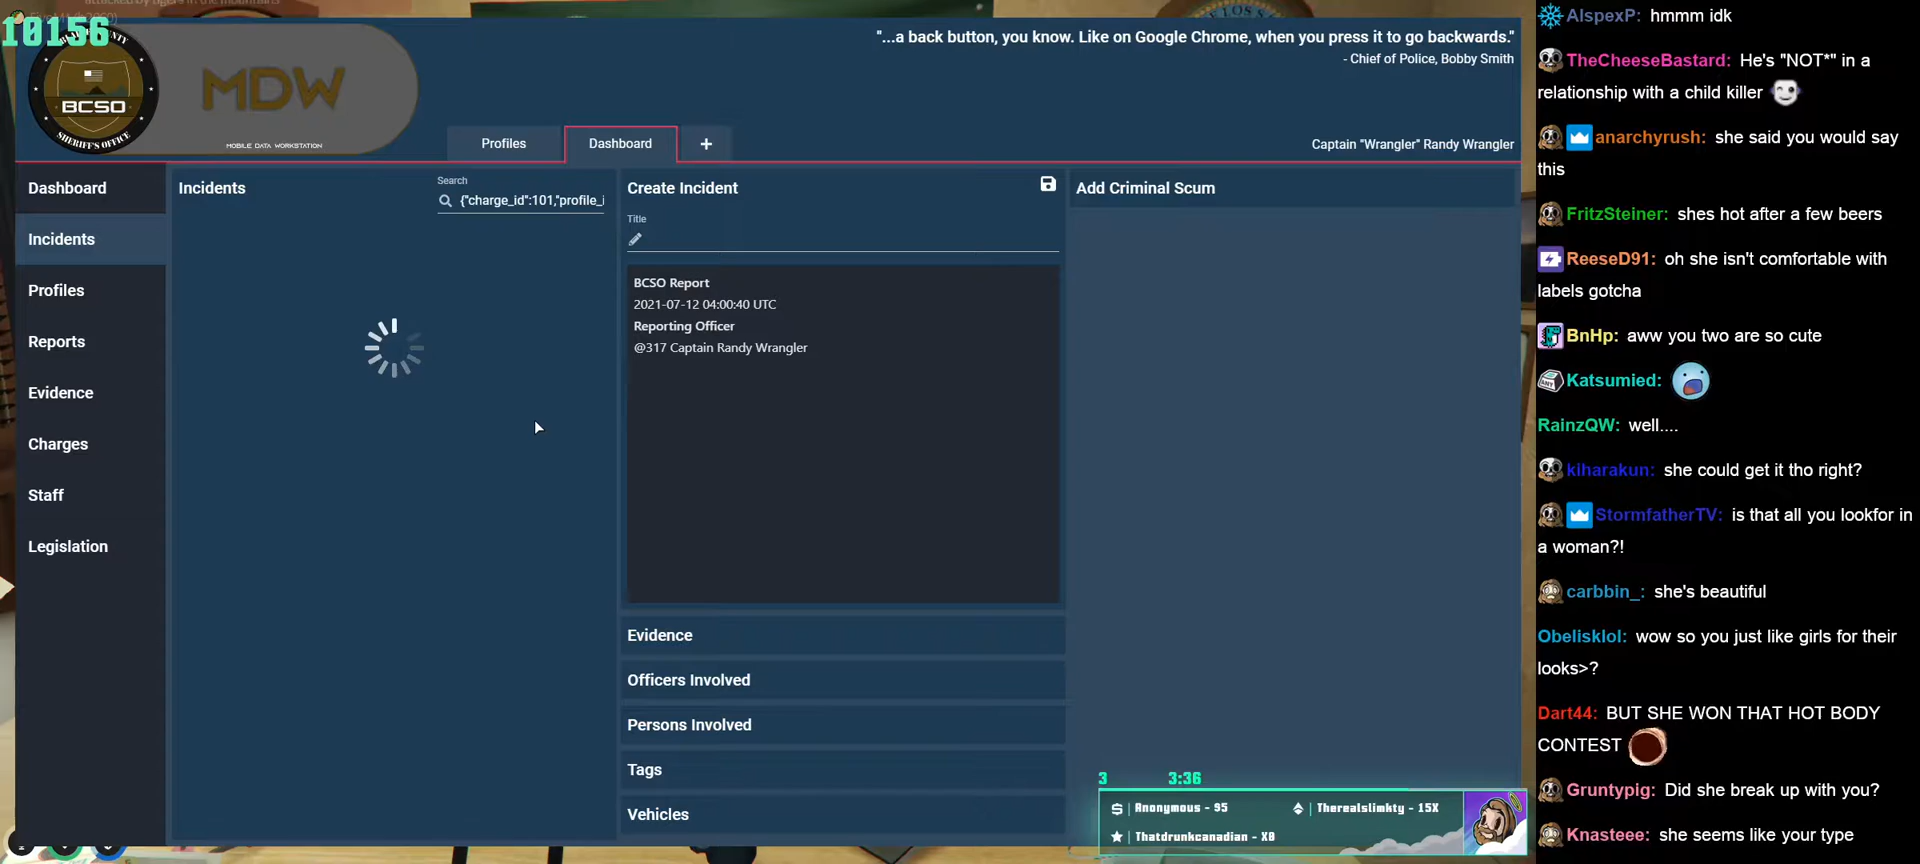 10156
"...a back button, you know. Like on Google Chrome, when you press it to go backwards."
- Chief of Police, Bobby Smith
BCSO
SHERIFF'S OFFICE
MDW
MOBILE DATA WORKSTATION
Profiles
Dashboard
+
Captain "Wrangler" Randy Wrangler
Dashboard
Incidents
Profiles
Reports
Evidence
Charges
Staff
Legislation
Incidents
Search
{"charge_id":101,"profile_i
Create Incident
Title
BCSO Report
2021-07-12 04:00:40 UTC
Reporting Officer
@317 Captain Randy Wrangler
Evidence
Officers Involved
Persons Involved
Tags
Vehicles
Add Criminal Scum
3 3:36
Anonymous - 95
Therealslimkty - 15X
Thatdrunkcanadian - X8
AlspexP: hmmm idk
TheCheeseBastard: He's "NOT*" in a
relationship with a child killer
anarchyrush: she said you would say
this
FritzSteiner: shes hot after a few beers
ReeseD91: oh she isn't comfortable with
labels gotcha
BnHp: aww you two are so cute
Katsumied:
RainzQW: well....
kiharakun: she could get it tho right?
StormfatherTV: is that all you lookfor in
a woman?!
carbbin_: she's beautiful
Obelisklol: wow so you just like girls for their
looks>?
Dart44: BUT SHE WON THAT HOT BODY
CONTEST
Gruntypig: Did she break up with you?
Knasteee: she seems like your type